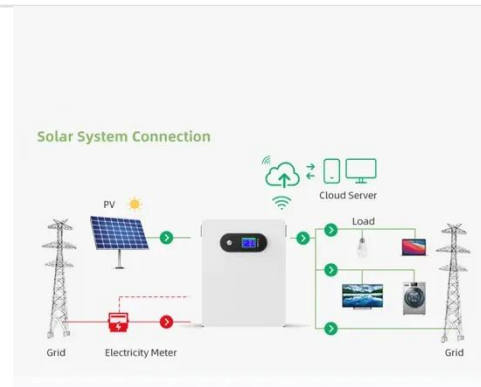 Solar System Connection
Cloud Server
PV
Load
Grid
Electricity Meter
Grid